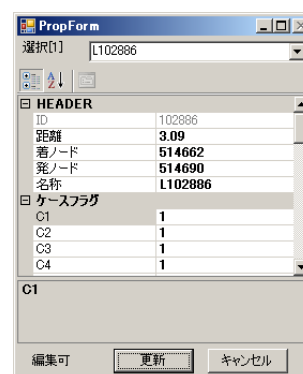 PropForm
選択[1] L102886
HEADER
ID 102886
距離 3.09
着ノード 514662
発ノード 514690
名称 L102886
ケースフラグ
C1 1
C2 1
C3 1
C4 1
C1
編集可 更新 キャンセル